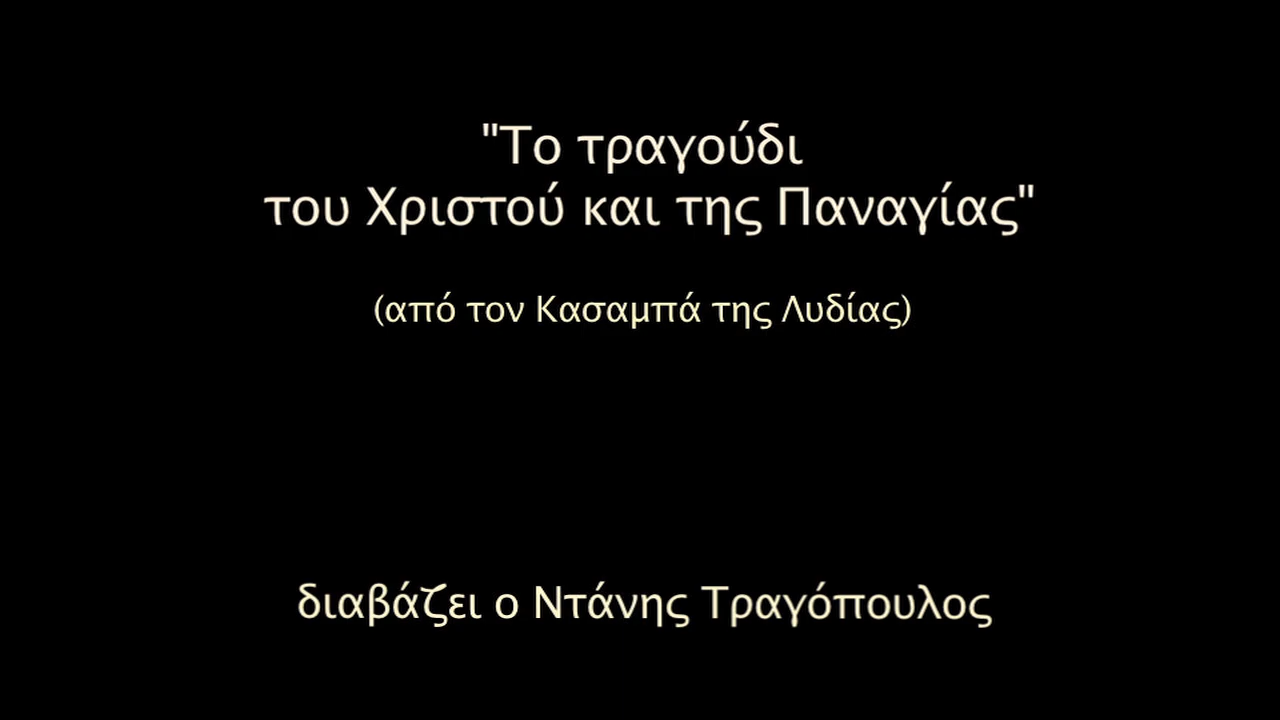 "Το τραγούδι
του Χριστού και της Παναγίας"
(από τον Κασαμπά της Λυδίας)
διαβάζει ο Ντάνης Τραγόπουλος